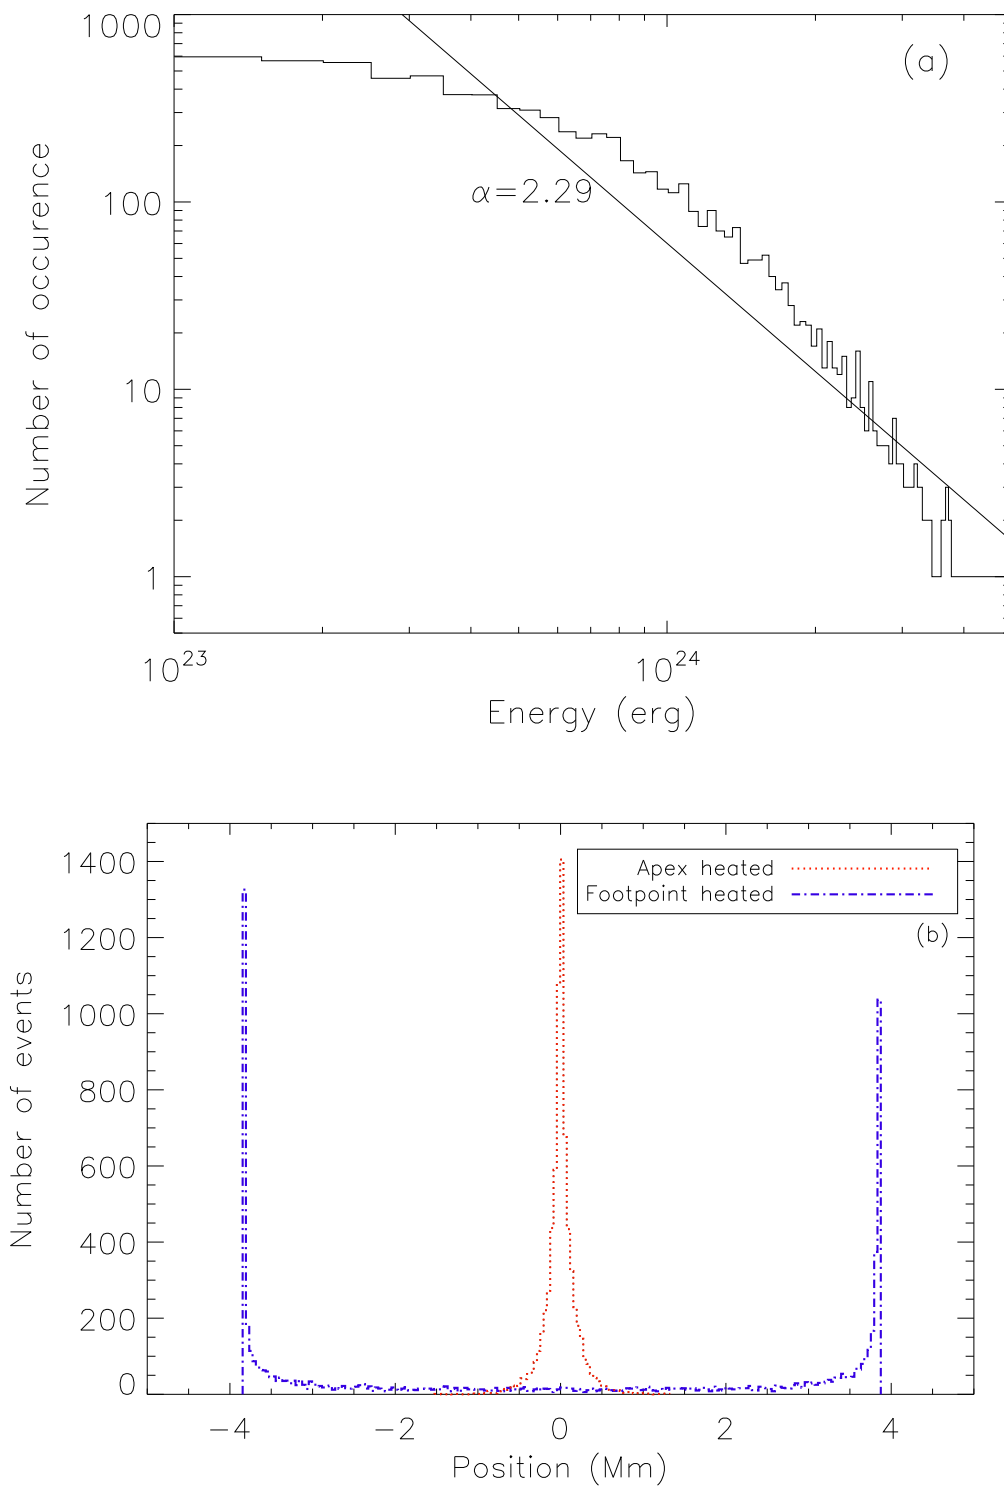 1000
(a)
100
α=2.29
10
1
Number of occurence
10^23
10^24
Energy (erg)
1400
1200
1000
800
600
400
200
0
Number of events
Apex heated
Footpoint heated
(b)
−4
−2
0
2
4
Position (Mm)